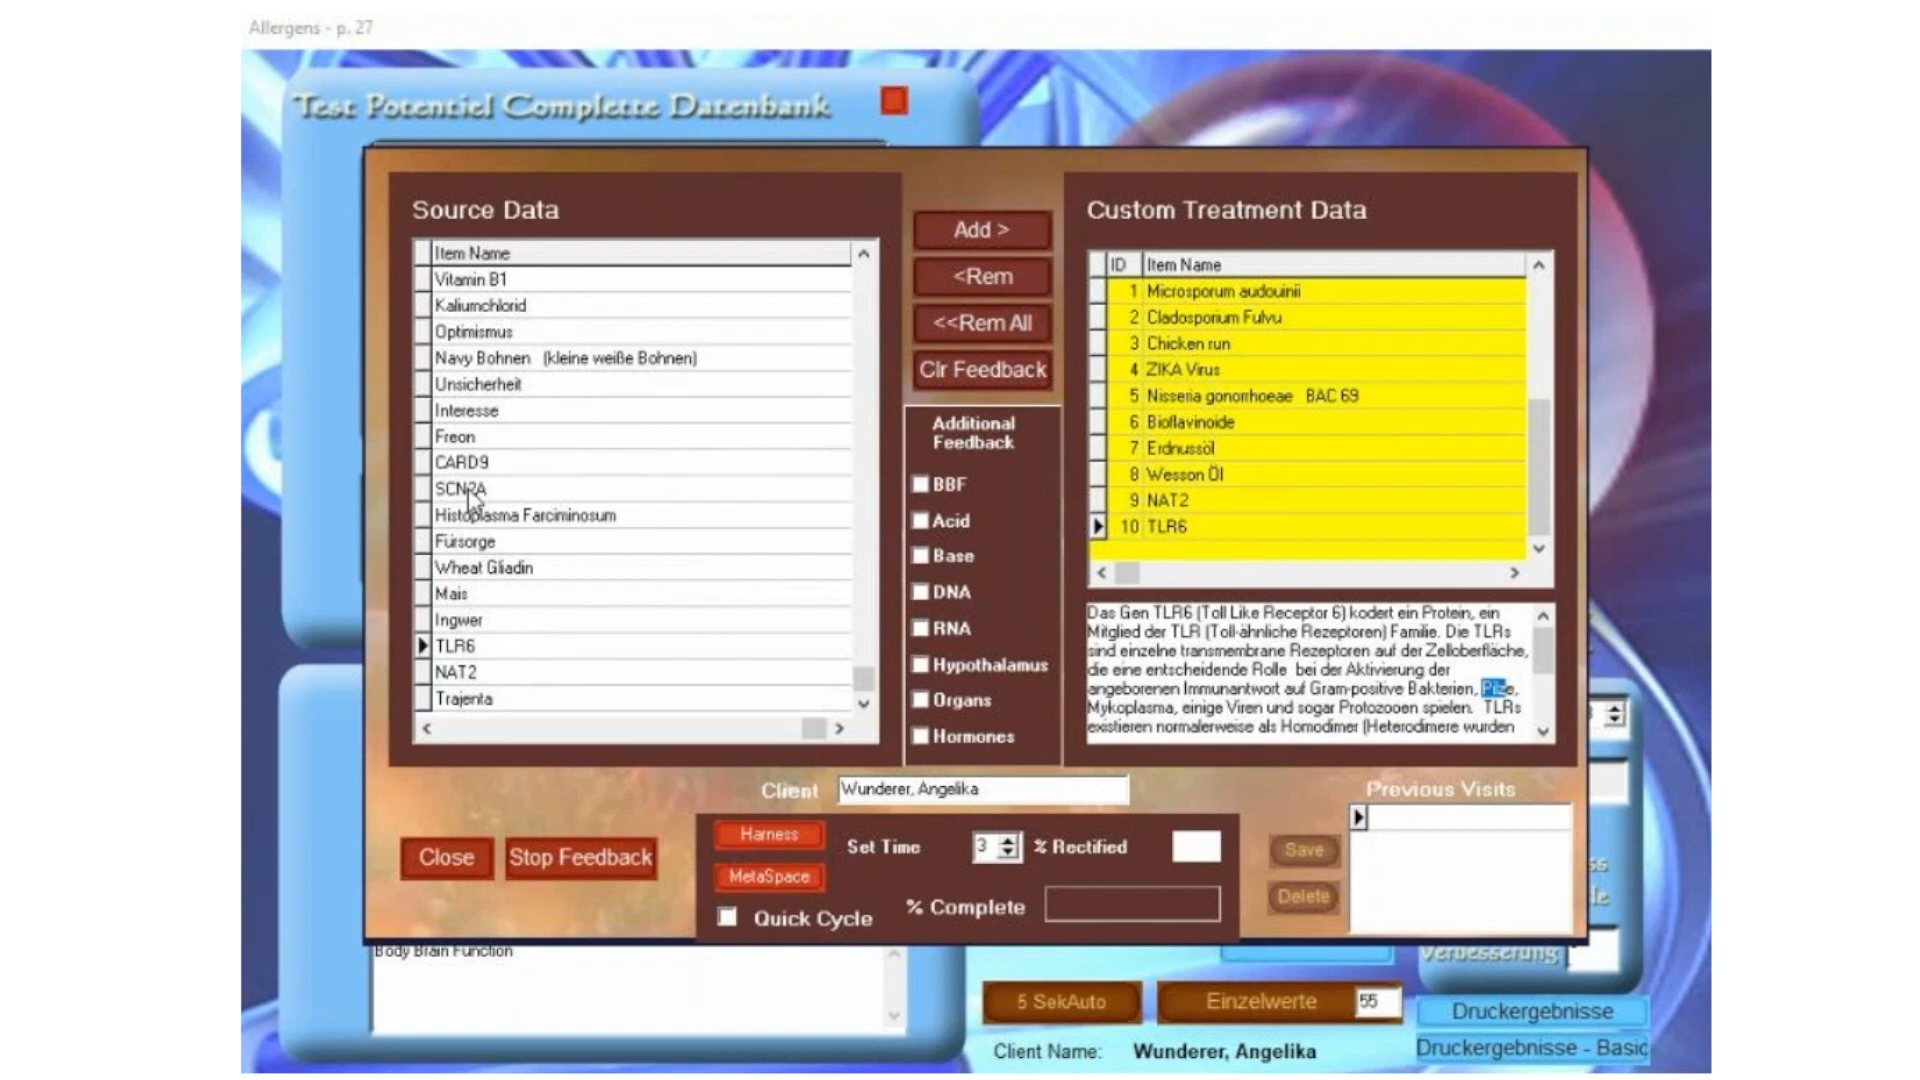 Allergens - p. 27
Test Potentiel Complette Datenbank
Source Data
Item Name
Vitamin B1
Kaliumchlorid
Optimismus
Navy Bohnen (kleine weiße Bohnen)
Unsicherheit
Interesse
Freon
CARD9
SCN2A
Histoplasma Farciminosum
Fürsorge
Wheat Gliadin
Mais
Ingwer
TLR6
NAT2
Trajenta
Add >
<Rem
<<Rem All
Clr Feedback
Additional
Feedback
BBF
Acid
Base
DNA
RNA
Hypothalamus
Organs
Hormones
Custom Treatment Data
ID Item Name
1 Microsporum audouinii
2 Cladosporium Fulvu
3 Chicken run
4 ZIKA Virus
5 Nisseria gonorrhoeae BAC 69
6 Bioflavinoide
7 Erdnussöl
8 Wesson Öl
9 NAT2
10 TLR6
Das Gen TLR6 (Toll Like Receptor 6) kodert ein Protein, ein
Mitglied der TLR (Toll-ähnliche Rezeptoren) Familie. Die TLRs
sind einzelne transmembrane Rezeptoren auf der Zelloberfläche,
die eine entscheidende Rolle bei der Aktivierung der
angeborenen Immunantwort auf Gram-positive Bakterien, Pilze,
Mykoplasma, einige Viren und sogar Protozooen spielen. TLRs
existieren normalerweise als Homodimer (Heterodimere wurden
Client Wunderer, Angelika
Previous Visits
Close
Stop Feedback
Harness
MetaSpace
Quick Cycle
Set Time 3 % Rectified
% Complete
Save
Delete
Body Brain Function
Verbesserung
5 SekAuto
Einzelwerte 55
Druckergebnisse
Client Name: Wunderer, Angelika
Druckergebnisse - Basic